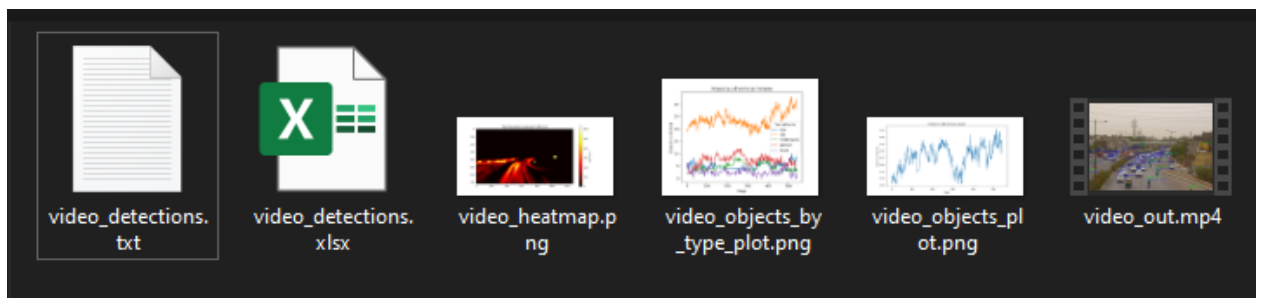 video_detections.
txt
video_detections.
xlsx
video_heatmap.p
ng
video_objects_by
_type_plot.png
video_objects_pl
ot.png
video_out.mp4
X